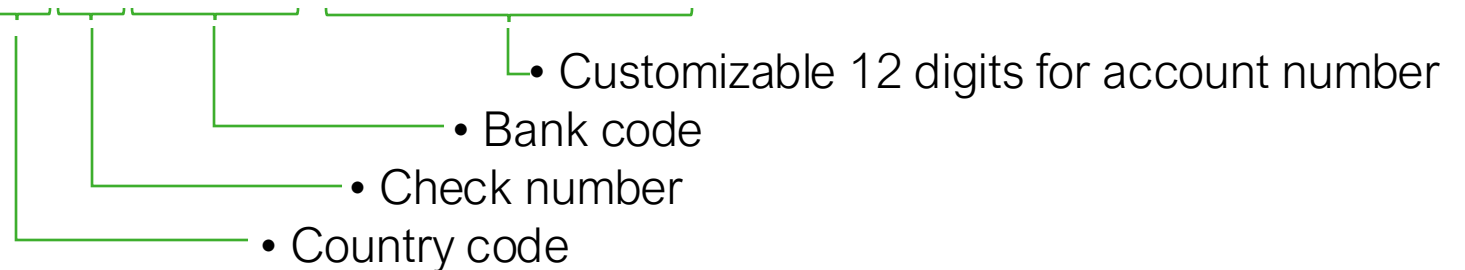 • Customizable 12 digits for account number
• Bank code
• Check number
• Country code